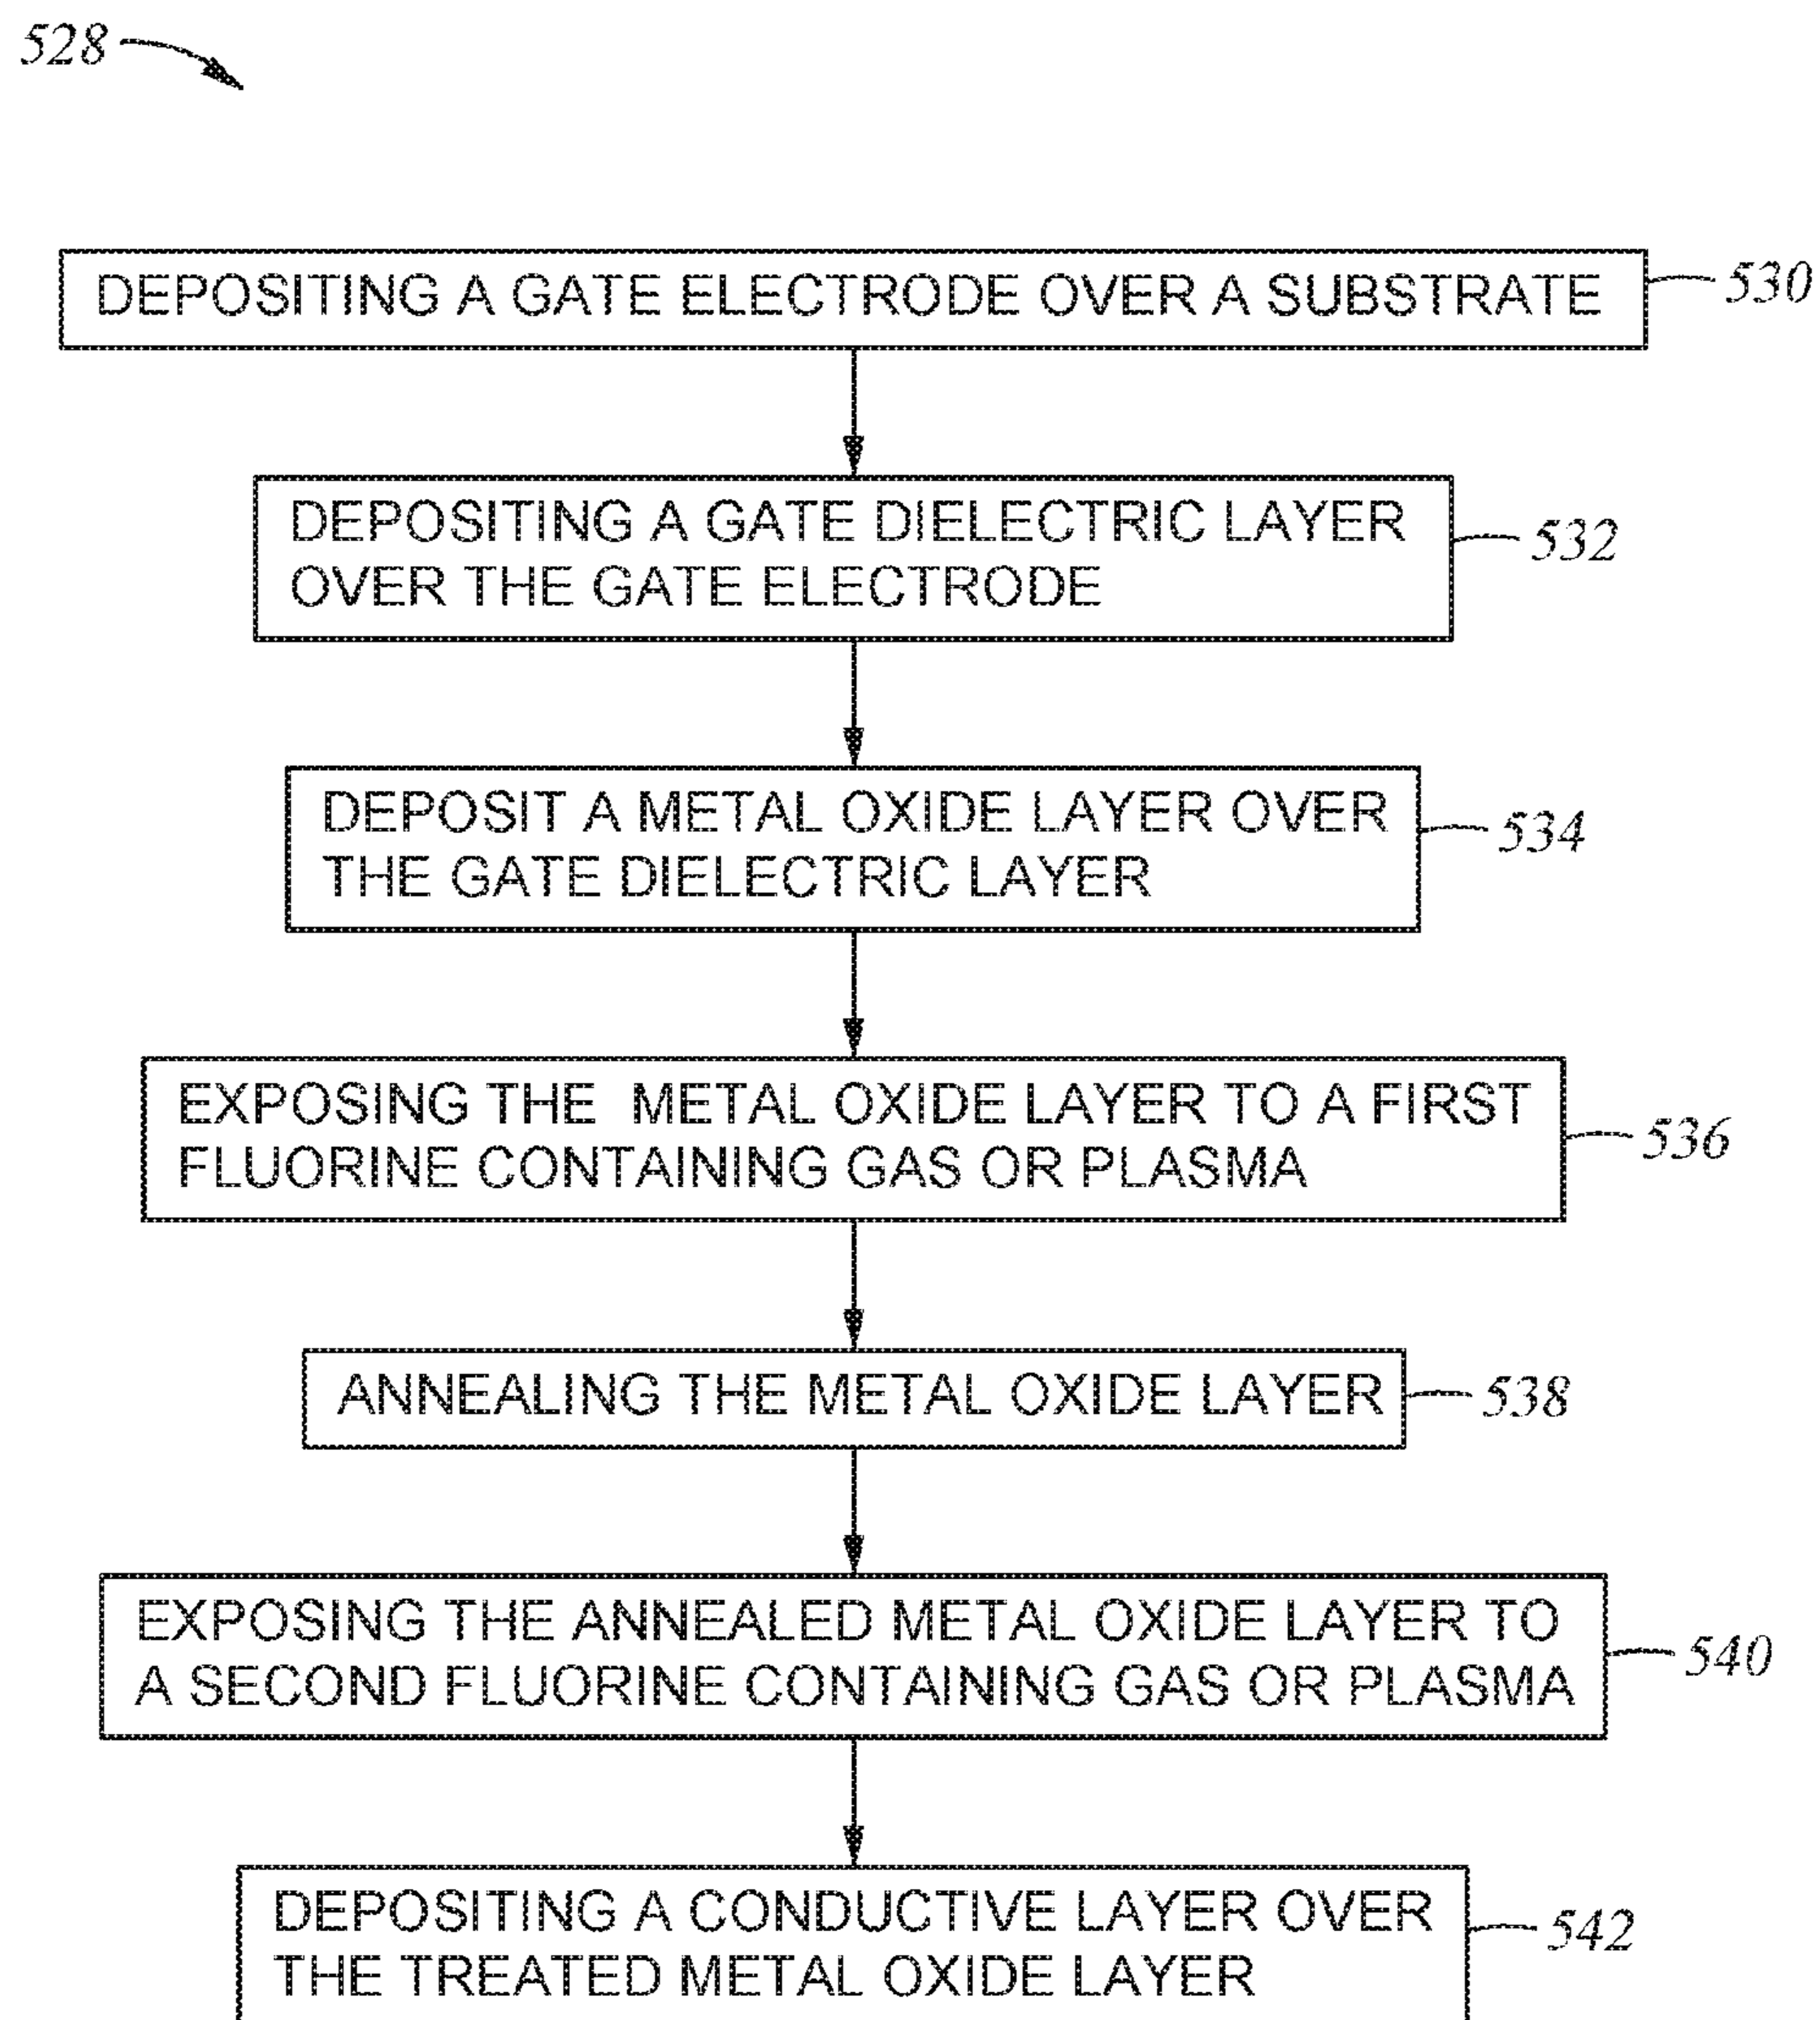 528
DEPOSITING A GATE ELECTRODE OVER A SUBSTRATE
530
DEPOSITING A GATE DIELECTRIC LAYER
OVER THE GATE ELECTRODE
532
DEPOSIT A METAL OXIDE LAYER OVER
THE GATE DIELECTRIC LAYER
534
EXPOSING THE METAL OXIDE LAYER TO A FIRST
FLUORINE CONTAINING GAS OR PLASMA
536
ANNEALING THE METAL OXIDE LAYER
538
EXPOSING THE ANNEALED METAL OXIDE LAYER TO
A SECOND FLUORINE CONTAINING GAS OR PLASMA
540
DEPOSITING A CONDUCTIVE LAYER OVER
THE TREATED METAL OXIDE LAYER
542